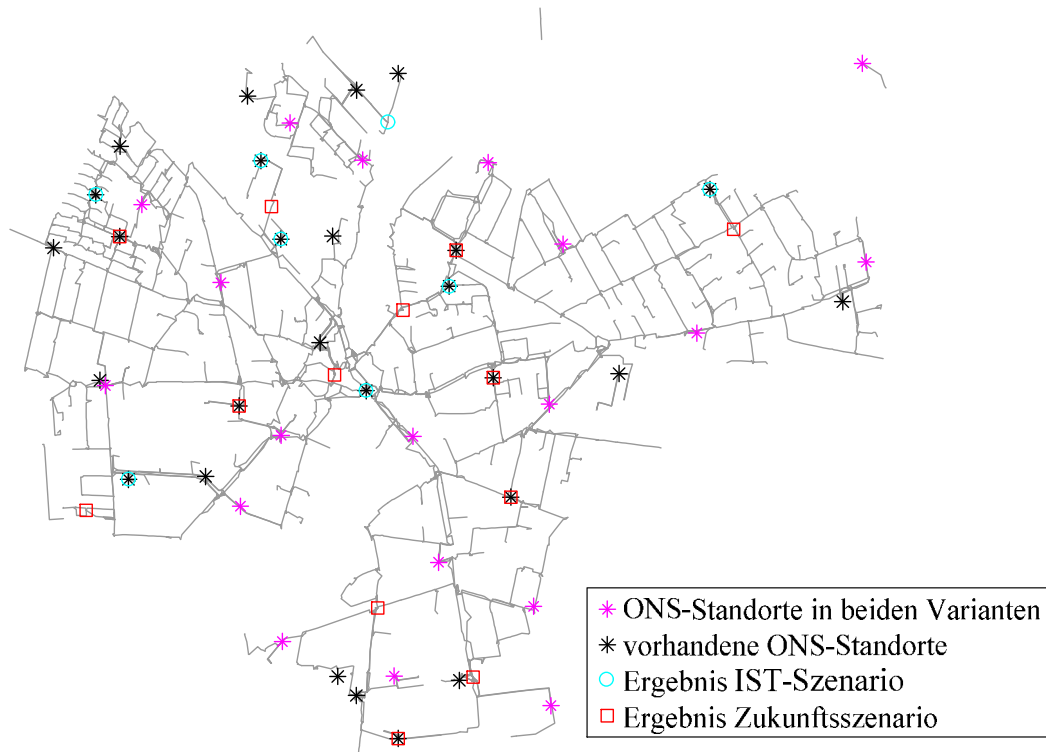 ONS-Standorte in beiden Varianten
vorhandene ONS-Standorte
Ergebnis IST-Szenario
Ergebnis Zukunftsszenario